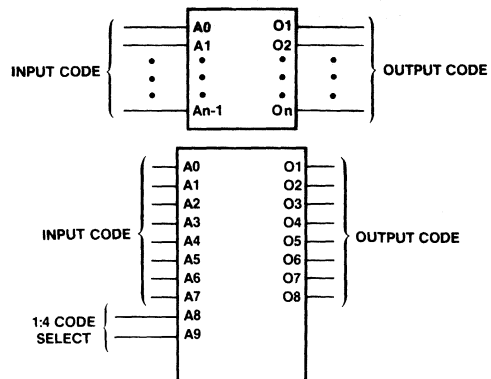 A0 O1
A1 O2
INPUT CODE OUTPUT CODE
An-1 On
A0 O1
A1 O2
A2 O3
A3 O4
INPUT CODE OUTPUT CODE
A4 O5
A5 O6
A6 O7
A7 O8
A8
1:4 CODE
SELECT
A9